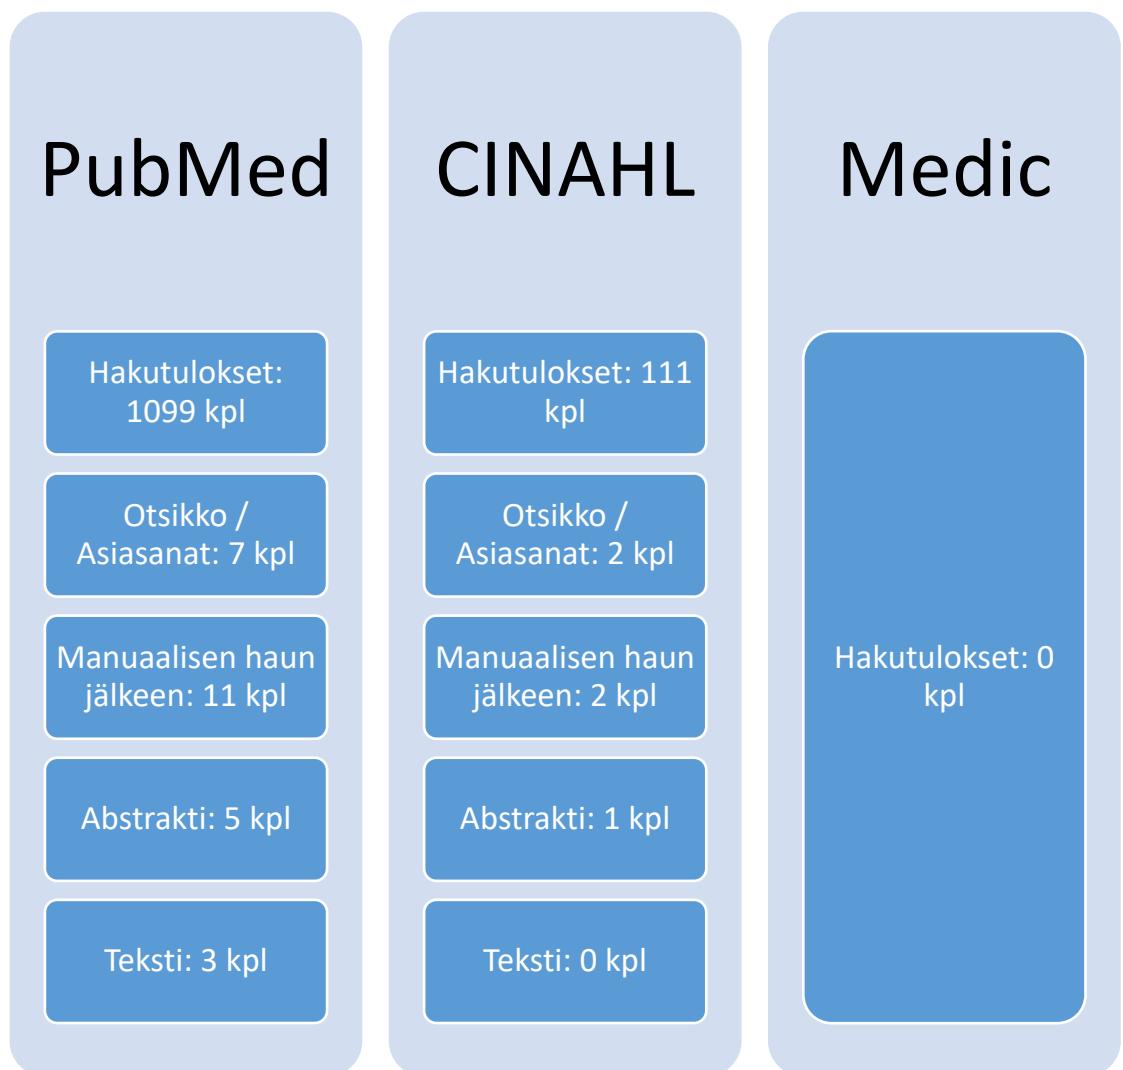 PubMed
Hakutulokset:
1099 kpl
Otsikko /
Asiasanat: 7 kpl
Manuaalisen haun
jälkeen: 11 kpl
Abstrakti: 5 kpl
Teksti: 3 kpl
CINAHL
Hakutulokset: 111
kpl
Otsikko /
Asiasanat: 2 kpl
Manuaalisen haun
jälkeen: 2 kpl
Abstrakti: 1 kpl
Teksti: 0 kpl
Medic
Hakutulokset: 0
kpl